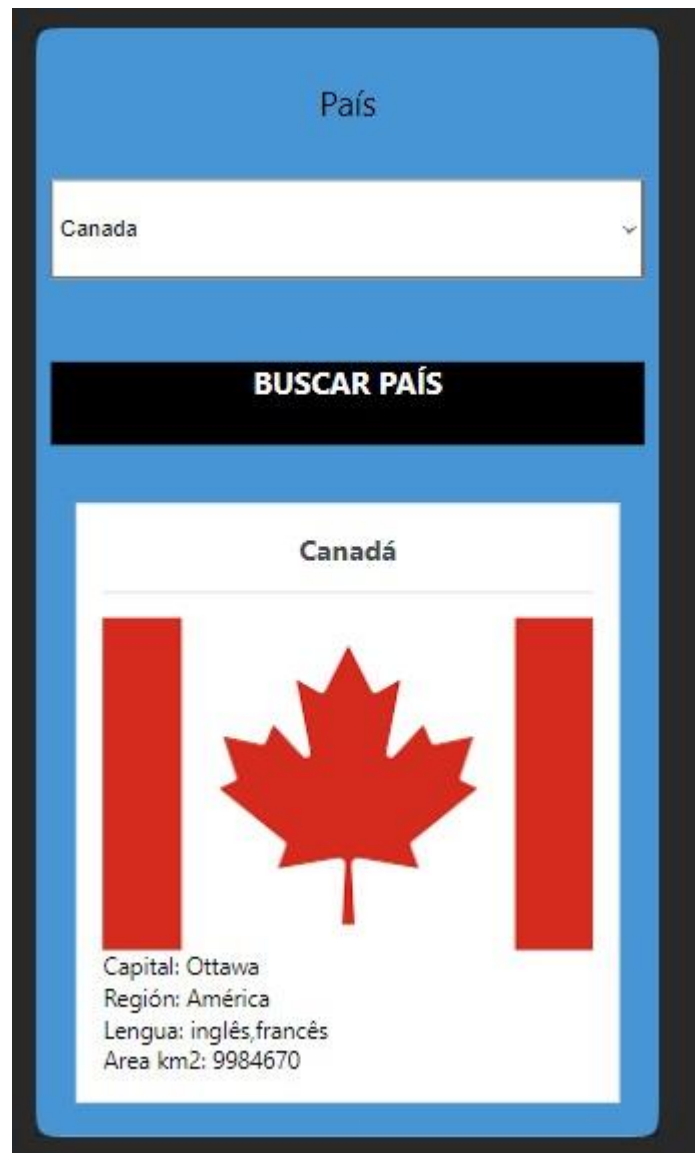 País
Canada
BUSCAR PAÍS
Canadá
Capital: Ottawa
Región: América
Lengua: inglês,francês
Area km2: 9984670